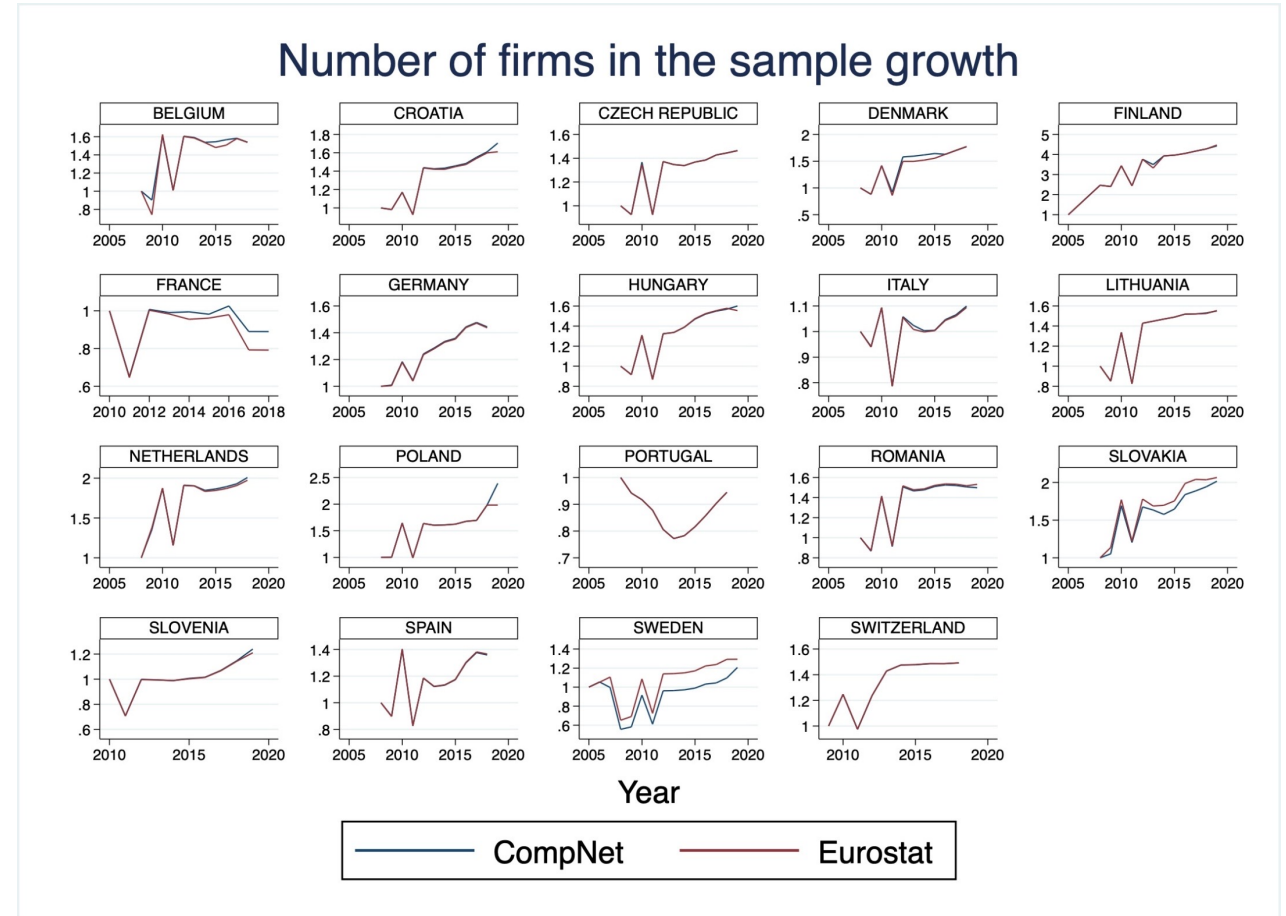 Number of firms in the sample growth
BELGIUM
1.6
1.4
1.2
1
.8
2005 2010 2015 2020
CROATIA
1.8
1.6
1.4
1.2
1
2005 2010 2015 2020
CZECH REPUBLIC
1.6
1.4
1.2
1
2005 2010 2015 2020
DENMARK
2
1.5
1
.5
2005 2010 2015 2020
FINLAND
5
4
3
2
1
2005 2010 2015 2020
FRANCE
1
.8
.6
2010 2012 2014 2016 2018
GERMANY
1.6
1.4
1.2
1
2005 2010 2015 2020
HUNGARY
1.6
1.4
1.2
1
.8
2005 2010 2015 2020
ITALY
1.1
1
.9
.8
2005 2010 2015 2020
LITHUANIA
1.6
1.4
1.2
1
.8
2005 2010 2015 2020
NETHERLANDS
2
1.5
1
2005 2010 2015 2020
POLAND
2.5
2
1.5
1
2005 2010 2015 2020
PORTUGAL
1
.9
.8
.7
2005 2010 2015 2020
ROMANIA
1.6
1.4
1.2
1
.8
2005 2010 2015 2020
SLOVAKIA
2
1.5
1
2005 2010 2015 2020
SLOVENIA
1.2
1
.8
.6
2010 2015 2020
SPAIN
1.4
1.2
1
.8
2005 2010 2015 2020
SWEDEN
1.4
1.2
1
.8
.6
2005 2010 2015 2020
SWITZERLAND
1.6
1.4
1.2
1
2010 2015 2020
Year
CompNet Eurostat